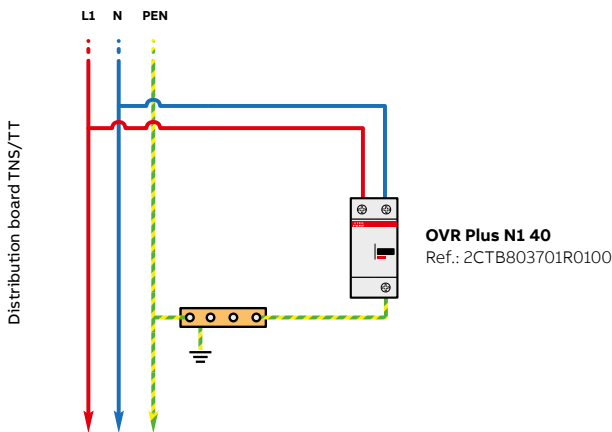 L1 N PEN
Distribution board TNS/TT
OVR Plus N1 40
Ref.: 2CTB803701R0100